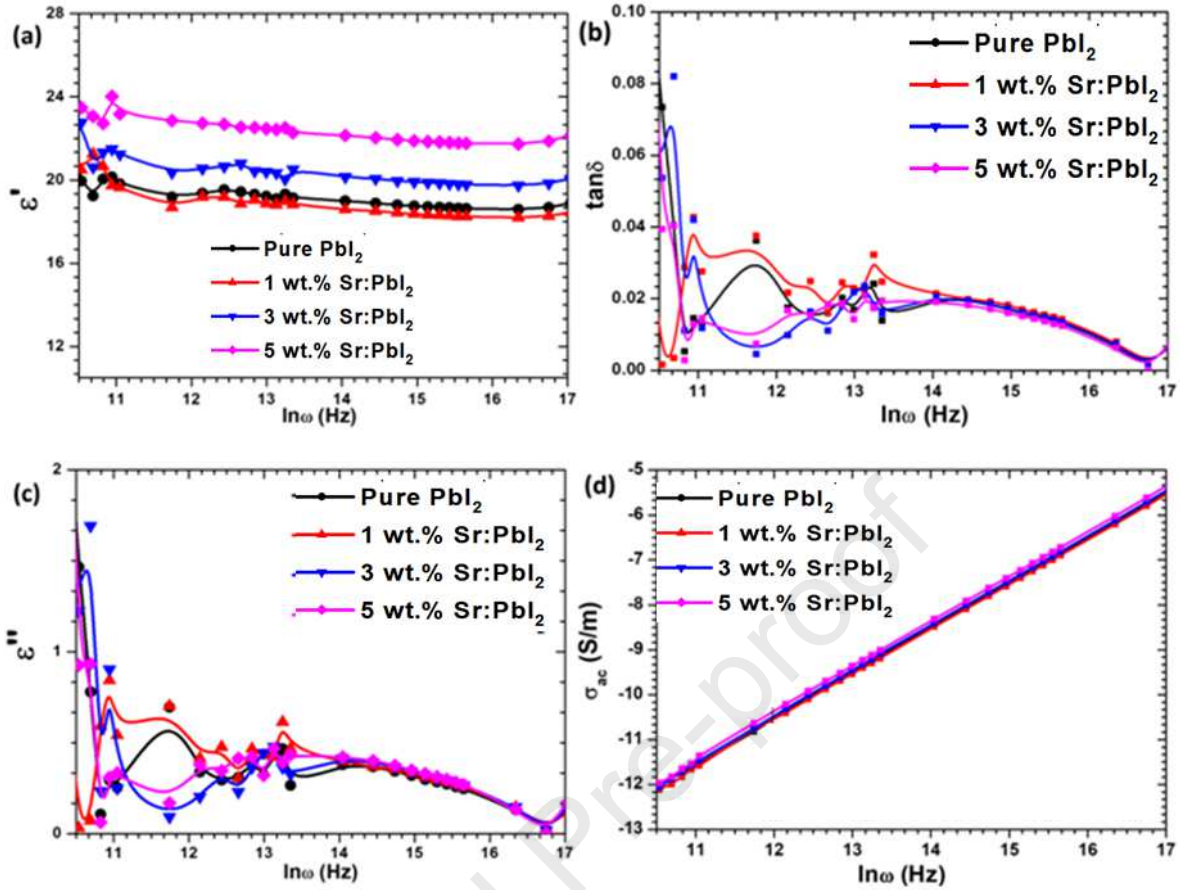 (a)
28
24
20
16
12
ε'
Pure PbI2
1 wt.% Sr:PbI2
3 wt.% Sr:PbI2
5 wt.% Sr:PbI2
11 12 13 14 15 16 17
lnω (Hz)
(b)
0.10
0.08
0.06
0.04
0.02
0.00
tanδ
Pure PbI2
1 wt.% Sr:PbI2
3 wt.% Sr:PbI2
5 wt.% Sr:PbI2
11 12 13 14 15 16 17
lnω (Hz)
(c)
2
1
0
ε"
Pure PbI2
1 wt.% Sr:PbI2
3 wt.% Sr:PbI2
5 wt.% Sr:PbI2
11 12 13 14 15 16 17
lnω (Hz)
(d)
-5
-6
-7
-8
-9
-10
-11
-12
-13
σac (S/m)
Pure PbI2
1 wt.% Sr:PbI2
3 wt.% Sr:PbI2
5 wt.% Sr:PbI2
11 12 13 14 15 16 17
lnω (Hz)
Pre-proof